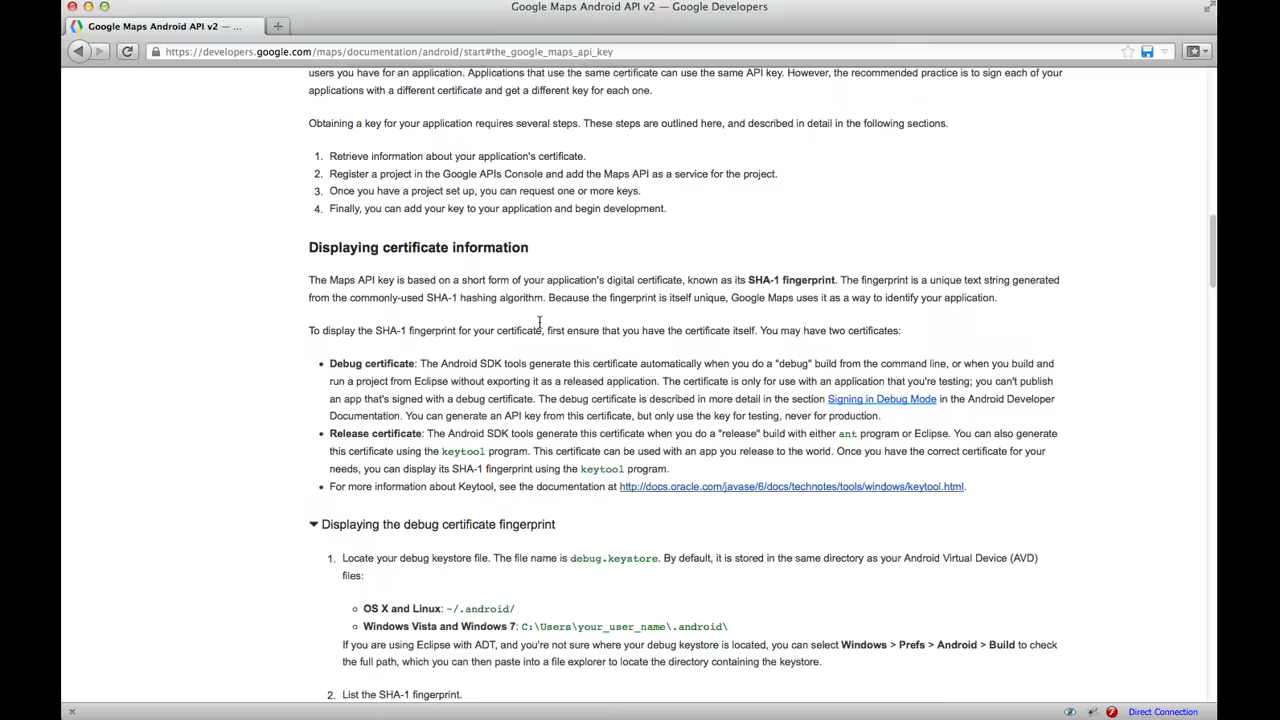 Google Maps Android API v2 — Google Developers
Google Maps Android API v2 — ...
https://developers.google.com/maps/documentation/android/start#the_google_maps_api_key
users you have for an application. Applications that use the same certificate can use the same API key. However, the recommended practice is to sign each of your
applications with a different certificate and get a different key for each one.
Obtaining a key for your application requires several steps. These steps are outlined here, and described in detail in the following sections.
1. Retrieve information about your application's certificate.
2. Register a project in the Google APIs Console and add the Maps API as a service for the project.
3. Once you have a project set up, you can request one or more keys.
4. Finally, you can add your key to your application and begin development.
Displaying certificate information
The Maps API key is based on a short form of your application's digital certificate, known as its SHA-1 fingerprint. The fingerprint is a unique text string generated
from the commonly-used SHA-1 hashing algorithm. Because the fingerprint is itself unique, Google Maps uses it as a way to identify your application.
To display the SHA-1 fingerprint for your certificate, first ensure that you have the certificate itself. You may have two certificates:
• Debug certificate: The Android SDK tools generate this certificate automatically when you do a "debug" build from the command line, or when you build and
run a project from Eclipse without exporting it as a released application. The certificate is only for use with an application that you're testing; you can't publish
an app that's signed with a debug certificate. The debug certificate is described in more detail in the section Signing in Debug Mode in the Android Developer
Documentation. You can generate an API key from this certificate, but only use the key for testing, never for production.
• Release certificate: The Android SDK tools generate this certificate when you do a "release" build with either ant program or Eclipse. You can also generate
this certificate using the keytool program. This certificate can be used with an app you release to the world. Once you have the correct certificate for your
needs, you can display its SHA-1 fingerprint using the keytool program.
• For more information about Keytool, see the documentation at http://docs.oracle.com/javase/6/docs/technotes/tools/windows/keytool.html.
Displaying the debug certificate fingerprint
1. Locate your debug keystore file. The file name is debug.keystore. By default, it is stored in the same directory as your Android Virtual Device (AVD)
files:
OS X and Linux: ~/.android/
Windows Vista and Windows 7: C:\Users\your_user_name\.android\
If you are using Eclipse with ADT, and you're not sure where your debug keystore is located, you can select Windows > Prefs > Android > Build to check
the full path, which you can then paste into a file explorer to locate the directory containing the keystore.
2. List the SHA-1 fingerprint.
Direct Connection